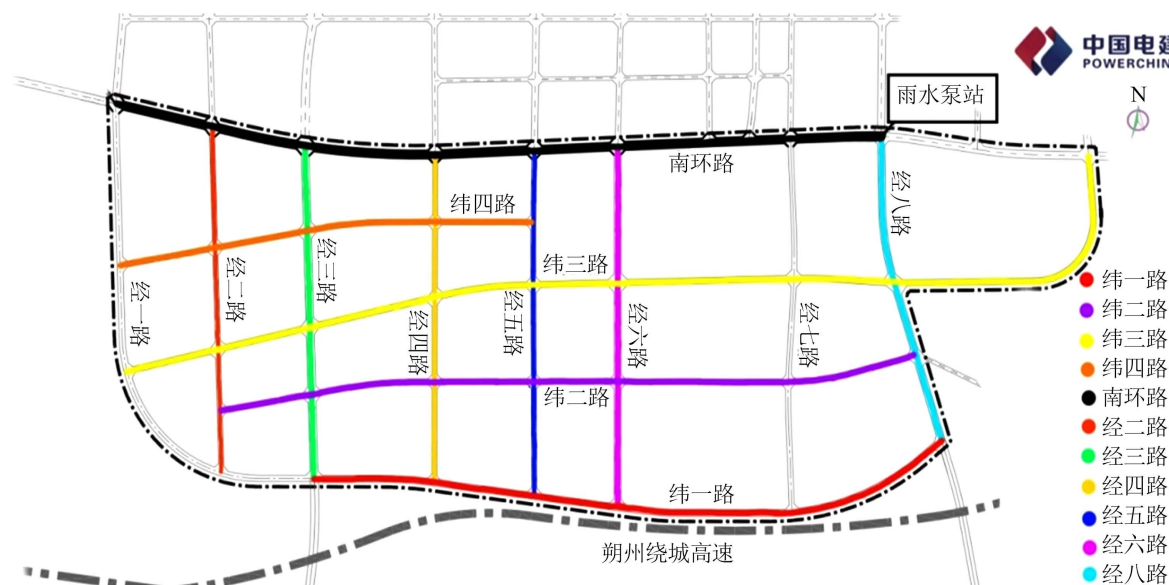 中国电建
POWERCHIN
N
雨水泵站
南环路
经八路
纬四路
纬三路
经三路
经二路
经一路
经四路
经五路
经六路
经七路
纬二路
纬一路
朔州绕城高速
纬一路
纬二路
纬三路
纬四路
南环路
经二路
经三路
经四路
经五路
经六路
经八路